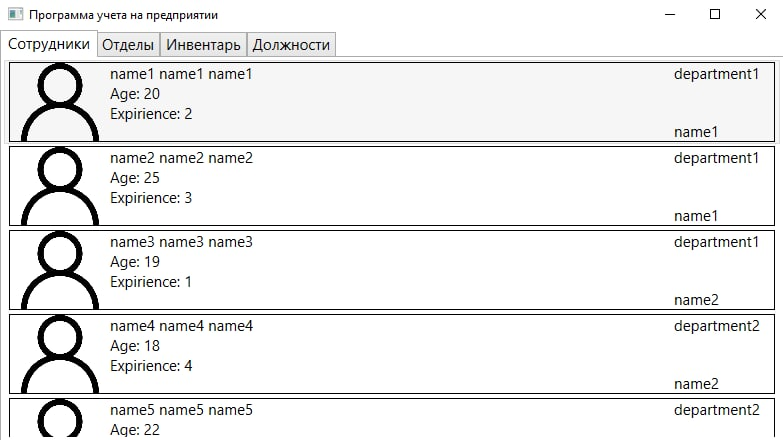 Программа учета на предприятии
Сотрудники Отделы Инвентарь Должности
name1 name1 name1 department1
Age: 20
Expirience: 2
name1
name2 name2 name2 department1
Age: 25
Expirience: 3
name1
name3 name3 name3 department1
Age: 19
Expirience: 1
name2
name4 name4 name4 department2
Age: 18
Expirience: 4
name2
name5 name5 name5 department2
Age: 22